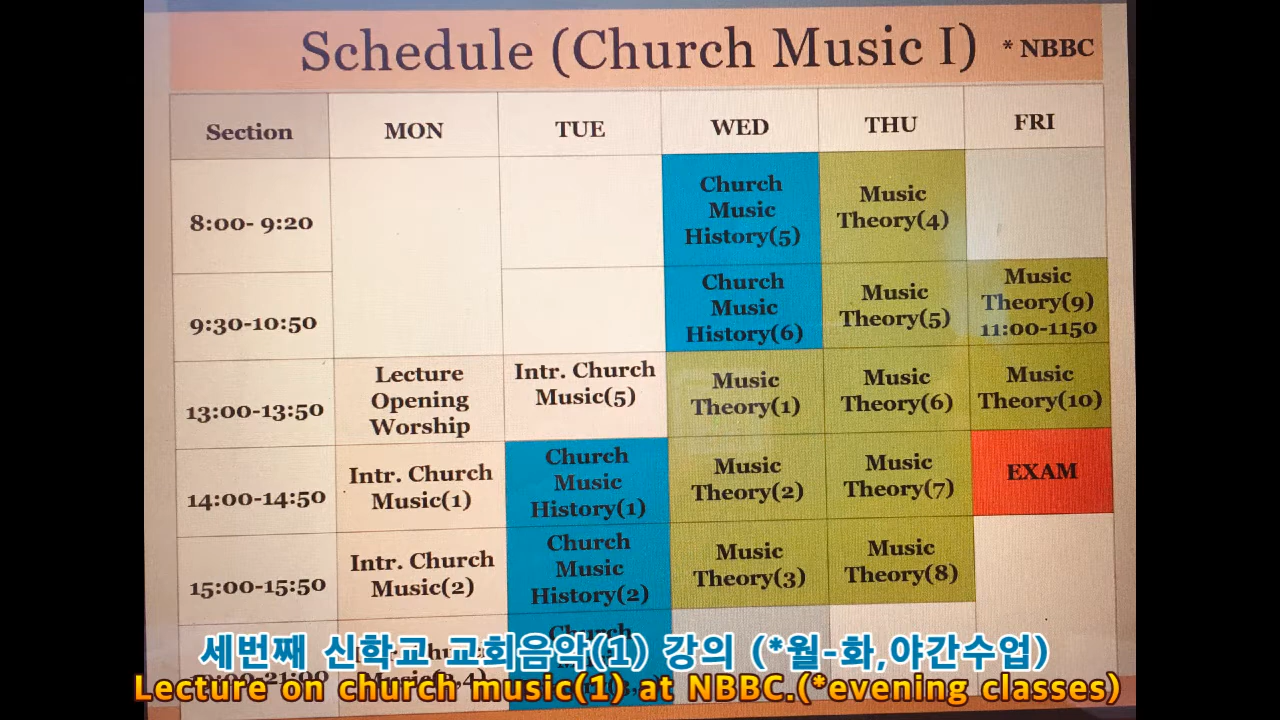 Schedule (Church Music I) * NBBC
Section MON TUE WED THU FRI
8:00- 9:20
Church
Music
History(5)
Music
Theory(4)
9:30-10:50
Church
Music
History(6)
Music
Theory(5)
Music
Theory(9)
11:00-1150
13:00-13:50
Lecture
Opening
Worship
Intr. Church
Music(5)
Music
Theory(1)
Music
Theory(6)
Music
Theory(10)
14:00-14:50
Intr. Church
Music(1)
Church
Music
History(1)
Music
Theory(2)
Music
Theory(7)
EXAM
15:00-15:50
Intr. Church
Music(2)
Church
Music
History(2)
Music
Theory(3)
Music
Theory(8)
Church
세번째 신학교 교회음악(1) 강의 (*월-화,야간수업)
Lecture on church music(1) at NBBC.(*evening classes)